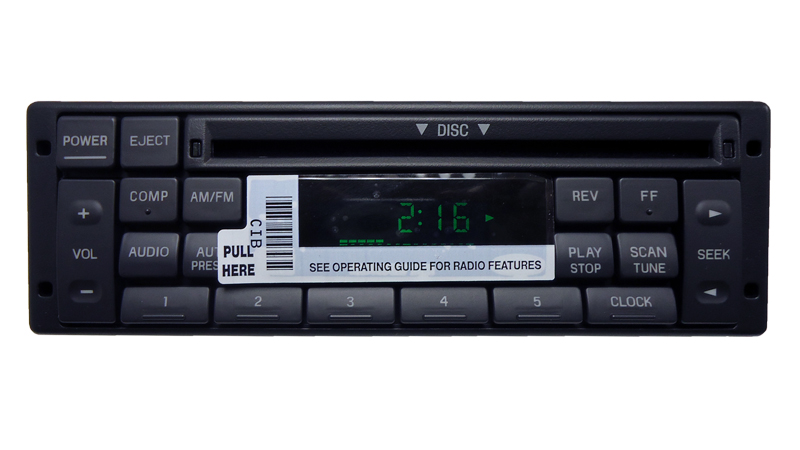 ▼ DISC ▼
POWER
EJECT
COMP
AM/FM
2:16
REV
FF
+
VOL
−
AUDIO
CIB
PULL
HERE
SEE OPERATING GUIDE FOR RADIO FEATURES
PLAY
STOP
SCAN
TUNE
SEEK
1
2
3
4
5
CLOCK